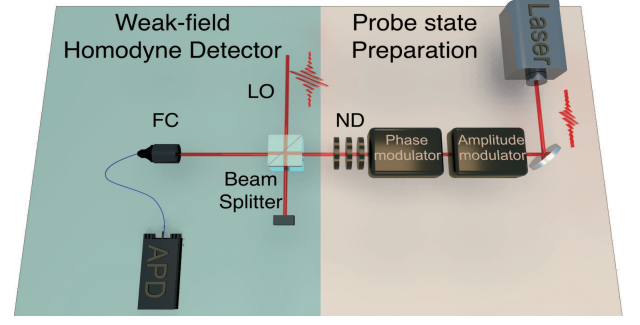 Weak-field
Homodyne Detector
Probe state
Preparation
Laser
LO
FC
ND
Phase
modulator
Amplitude
modulator
Beam
Splitter
APD